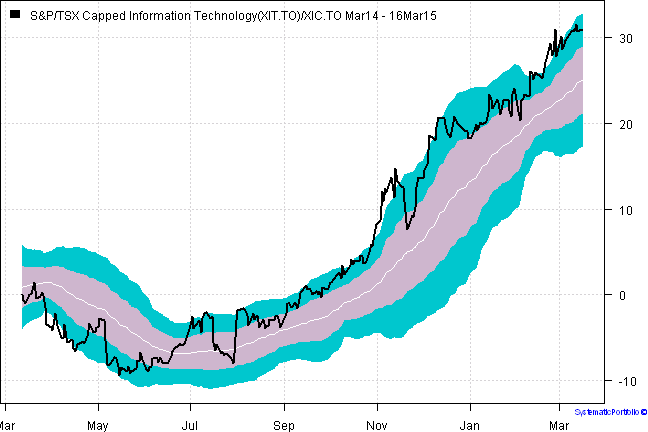 S&P/TSX Capped Information Technology(XIT.TO)/XIC.TO Mar14 - 16Mar15
30
20
10
0
-10
Mar May Jul Sep Nov Jan Mar
SystematicPortfolio ©